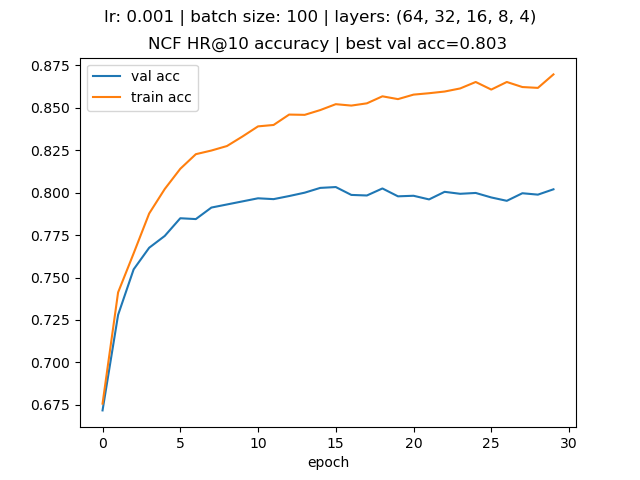 lr: 0.001 | batch size: 100 | layers: (64, 32, 16, 8, 4)
NCF HR@10 accuracy | best val acc=0.803
val acc
train acc
0.875
0.850
0.825
0.800
0.775
0.750
0.725
0.700
0.675
0 5 10 15 20 25 30
epoch